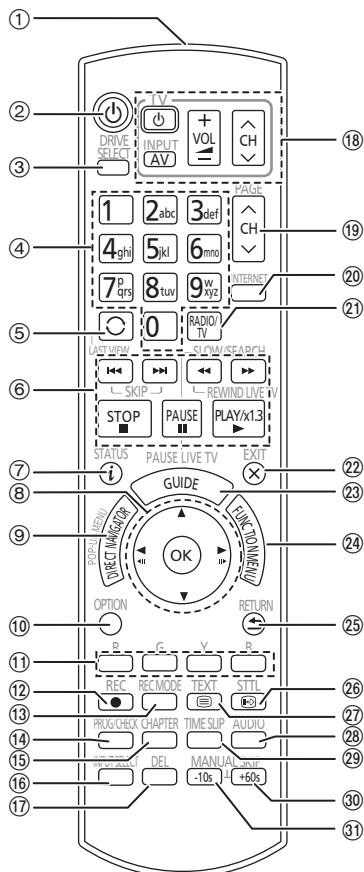 ①
② TV
DRIVE SELECT INPUT AV + VOL − CH ⑱
③
PAGE
1 2abc 3def CH ⑲
④ 4ghi 5jkl 6mno
INTERNET ⑳
7pqrs 8tuv 9wxyz
⑤ 0 RADIO/TV ㉑
LAST VIEW SLOW/SEARCH
⑥ SKIP REWIND LIVE TV
STOP PAUSE PLAY/x1.3
STATUS PAUSE LIVE TV EXIT
⑦ i ㉒
⑧ GUIDE ㉓
⑨ POP-UP MENU DIRECT NAVIGATOR OK FUNCTION MENU ㉔
OPTION RETURN
⑩ ㉕
R G Y B
⑪
REC REC MODE TEXT STTL
⑫ ㉖
⑬ ㉗
PROG/CHECK CHAPTER TIME SLIP AUDIO
⑭ ㉘
⑮ ㉙
INPUT SELECT DEL MANUAL SKIP
⑯ -10s +60s ㉚
⑰ ㉛